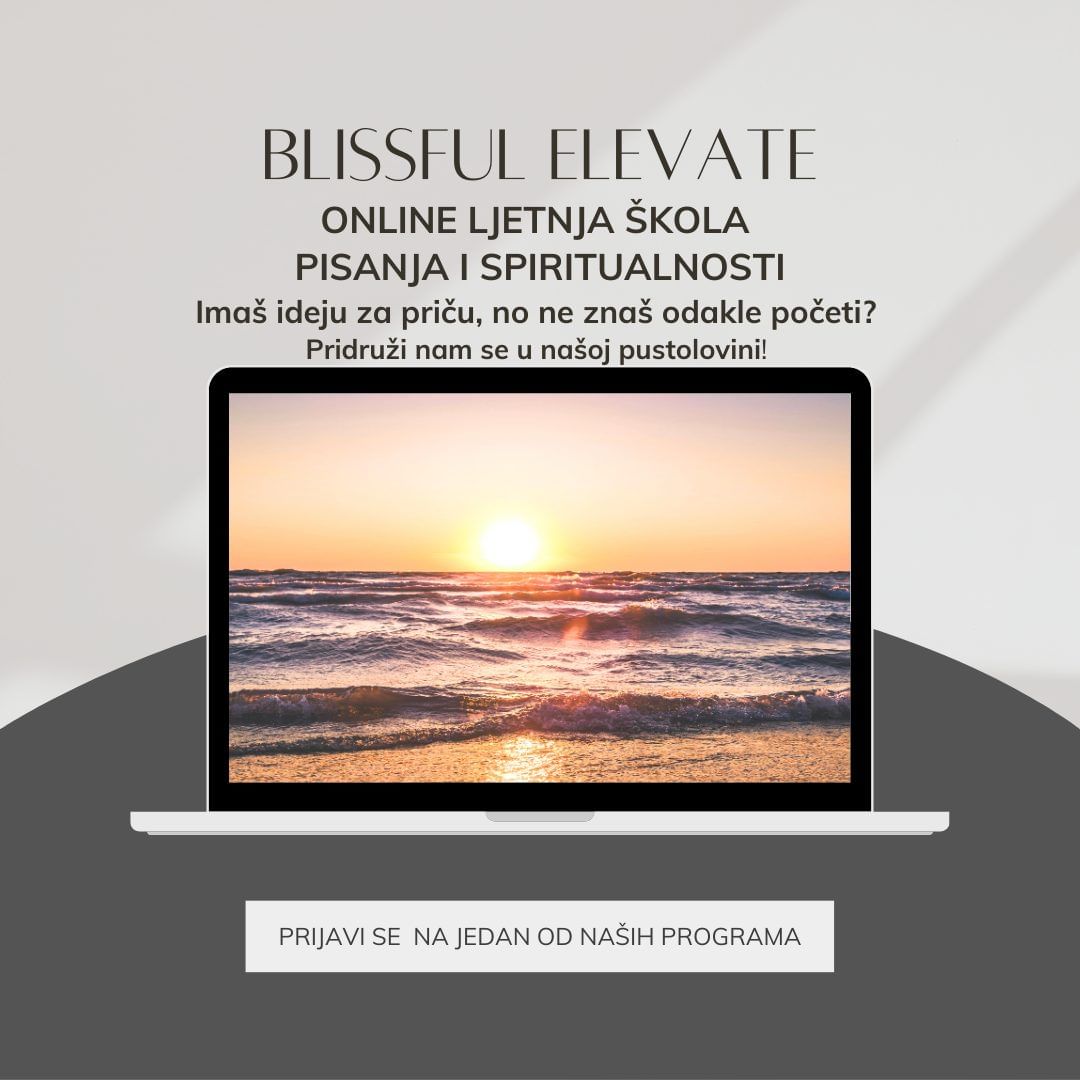 BLISSFUL ELEVATE
ONLINE LJETNJA ŠKOLA
PISANJA I SPIRITUALNOSTI
Imaš ideju za priču, no ne znaš odakle početi?
Pridruži nam se u našoj pustolovini!
PRIJAVI SE  NA JEDAN OD NAŠIH PROGRAMA